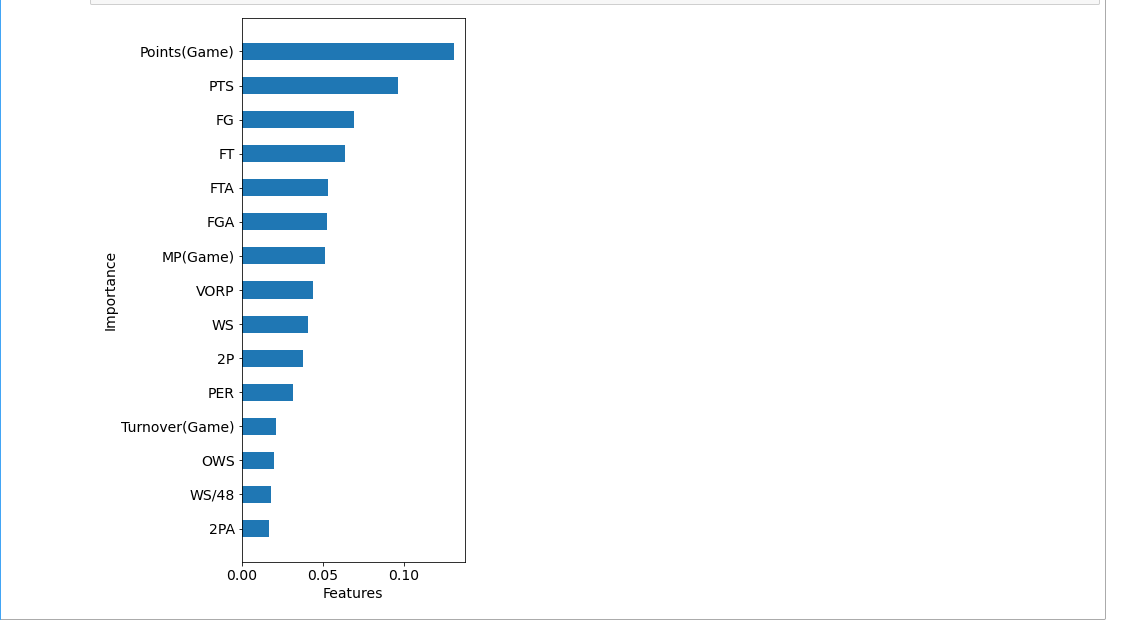 Points(Game)
PTS
FG
FT
FTA
FGA
MP(Game)
VORP
WS
2P
PER
Turnover(Game)
OWS
WS/48
2PA
Importance
0.00 0.05 0.10
Features